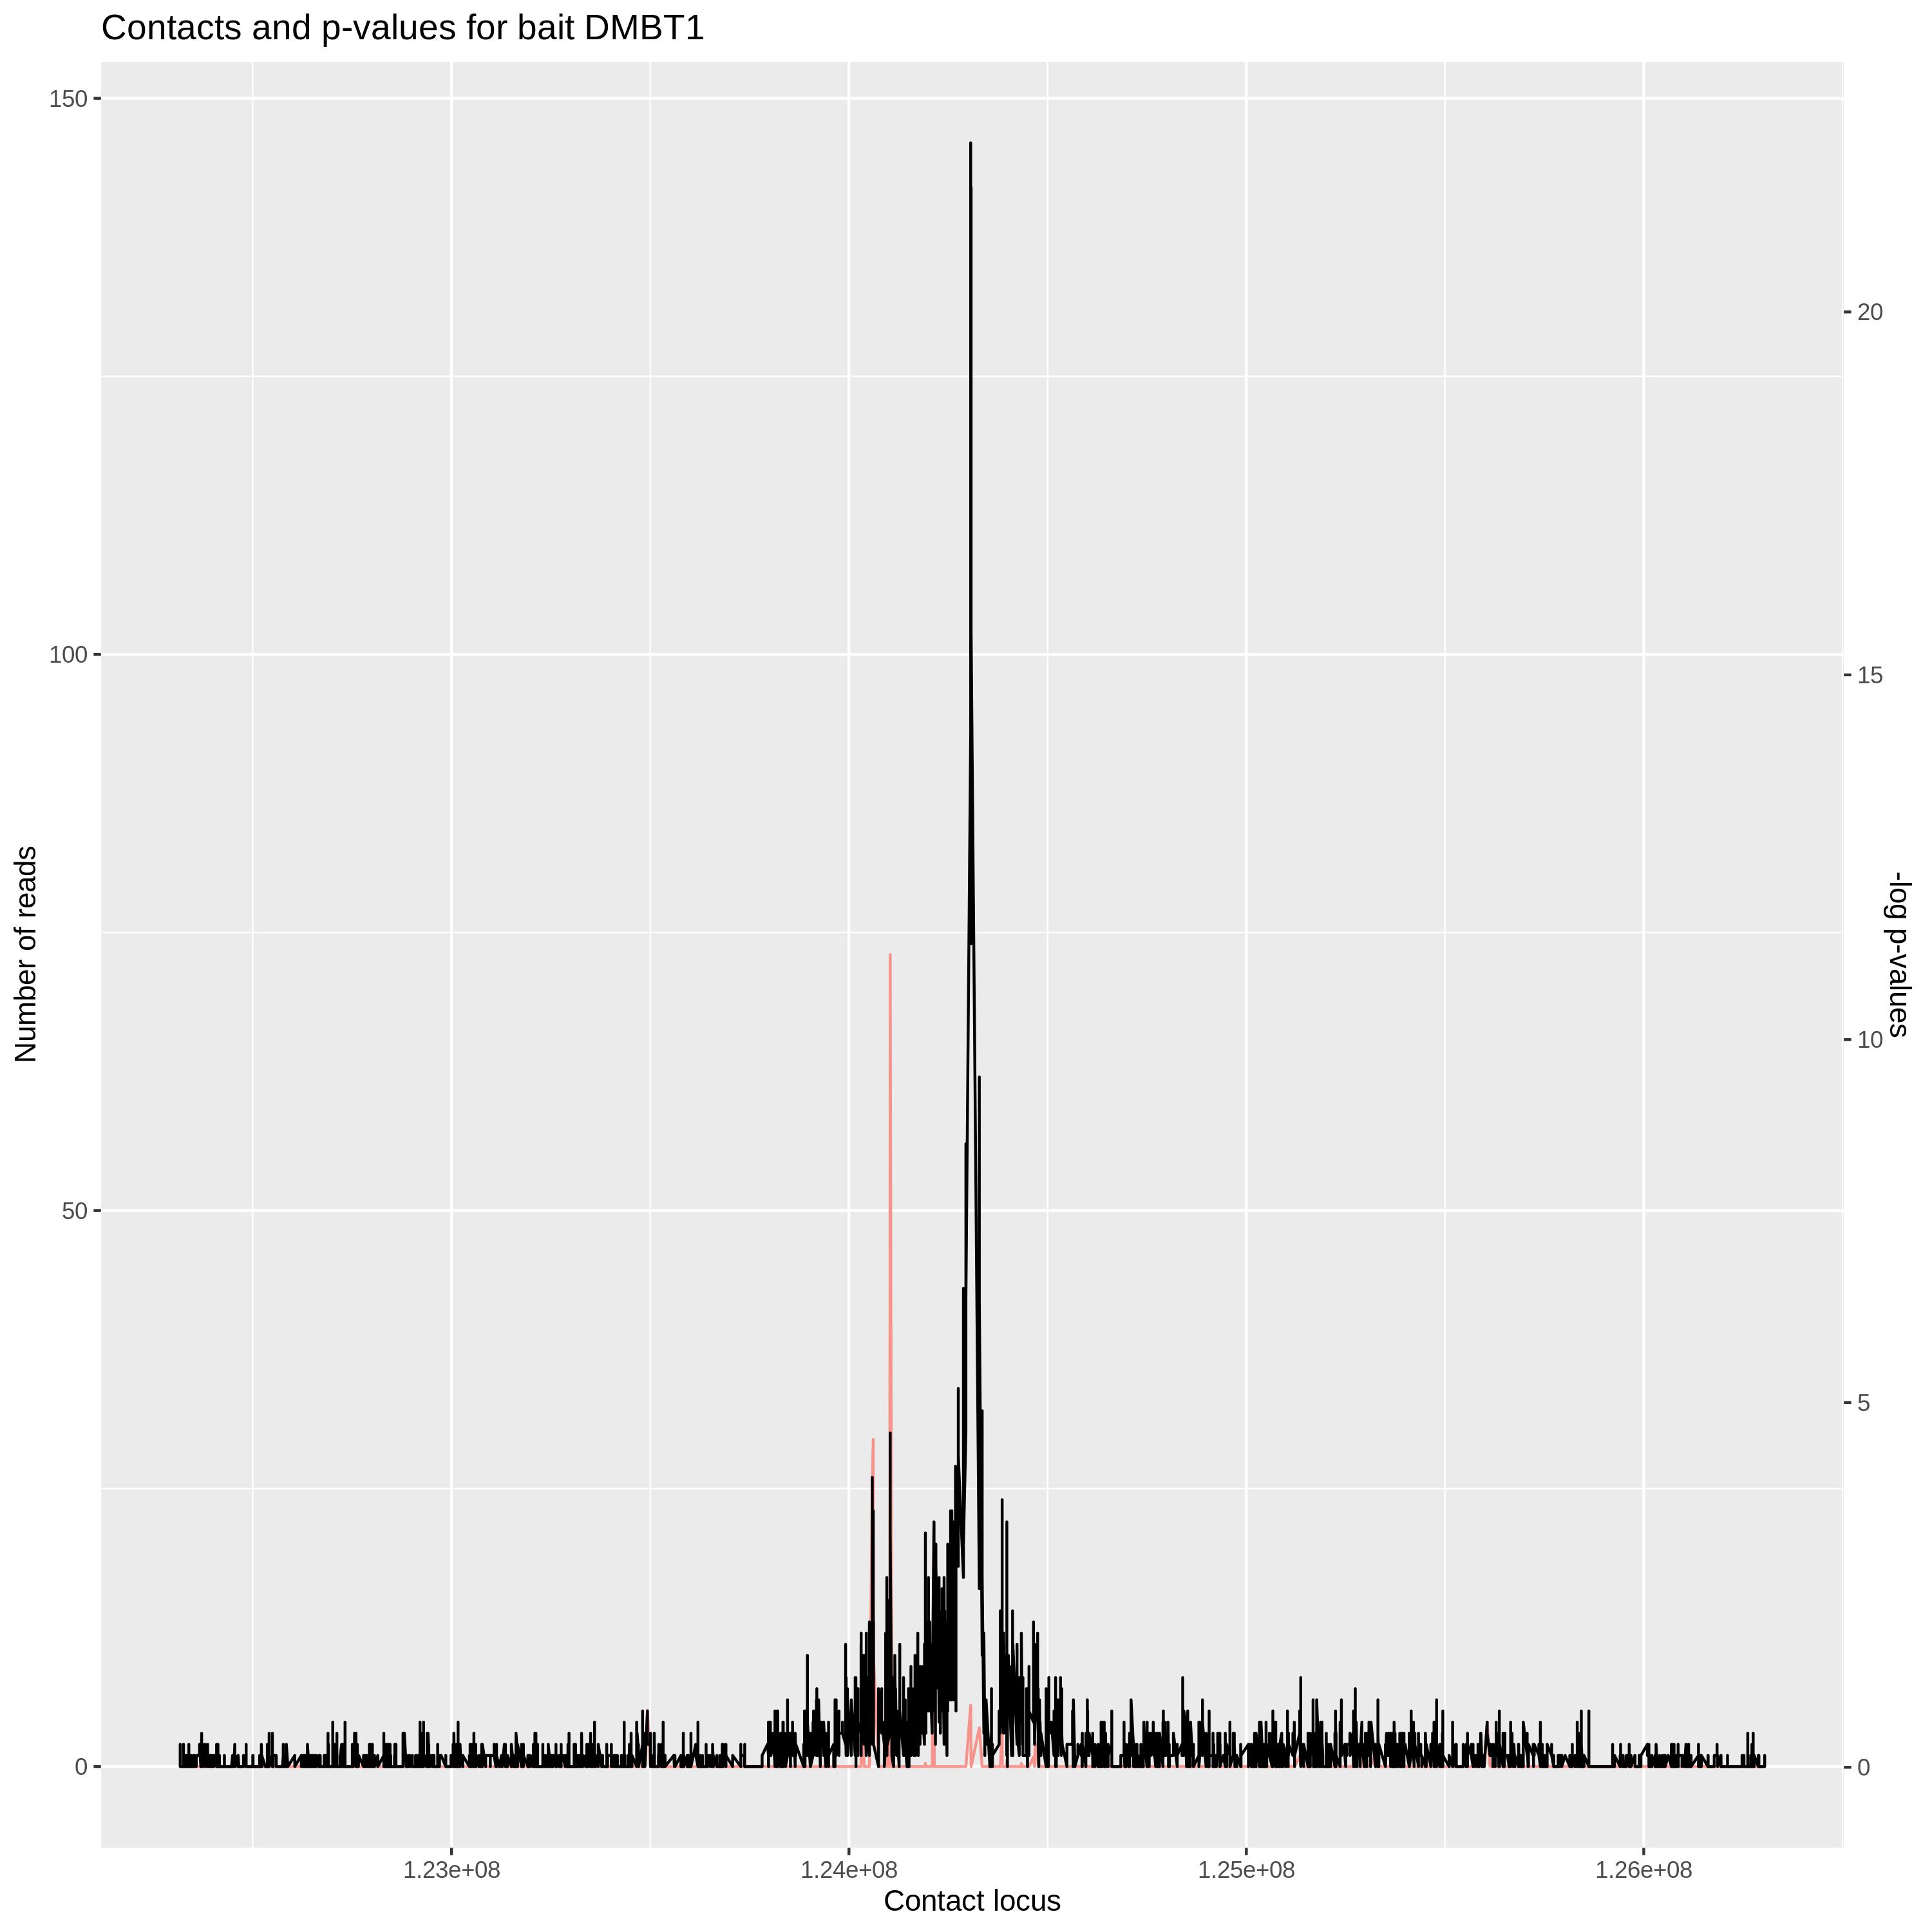 Contacts and p-values for bait DMBT1
150
100
50
0
Number of reads
20
15
10
5
0
-log p-values
1.23e+08
1.24e+08
1.25e+08
1.26e+08
Contact locus